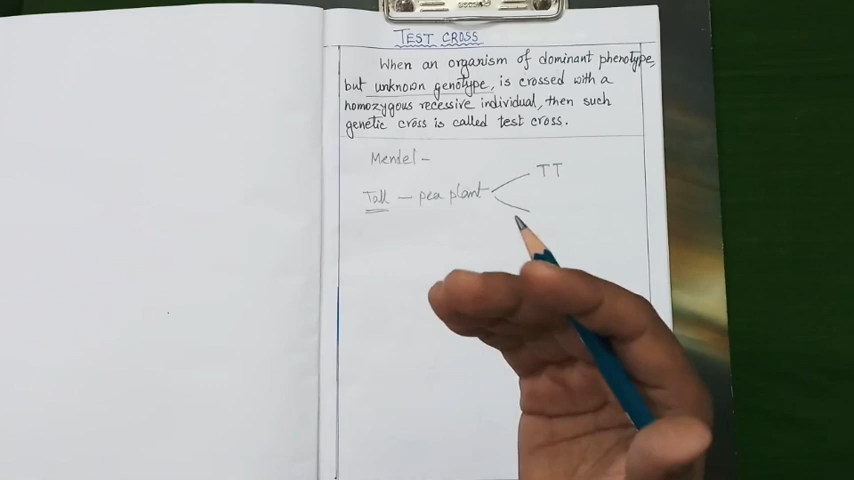 TEST CROSS
When an organism of dominant phenotype,
but unknown genotype, is crossed with a
homozygous recessive individual, then such
genetic cross is called test cross.
Mendel -
Tall - pea plant
TT